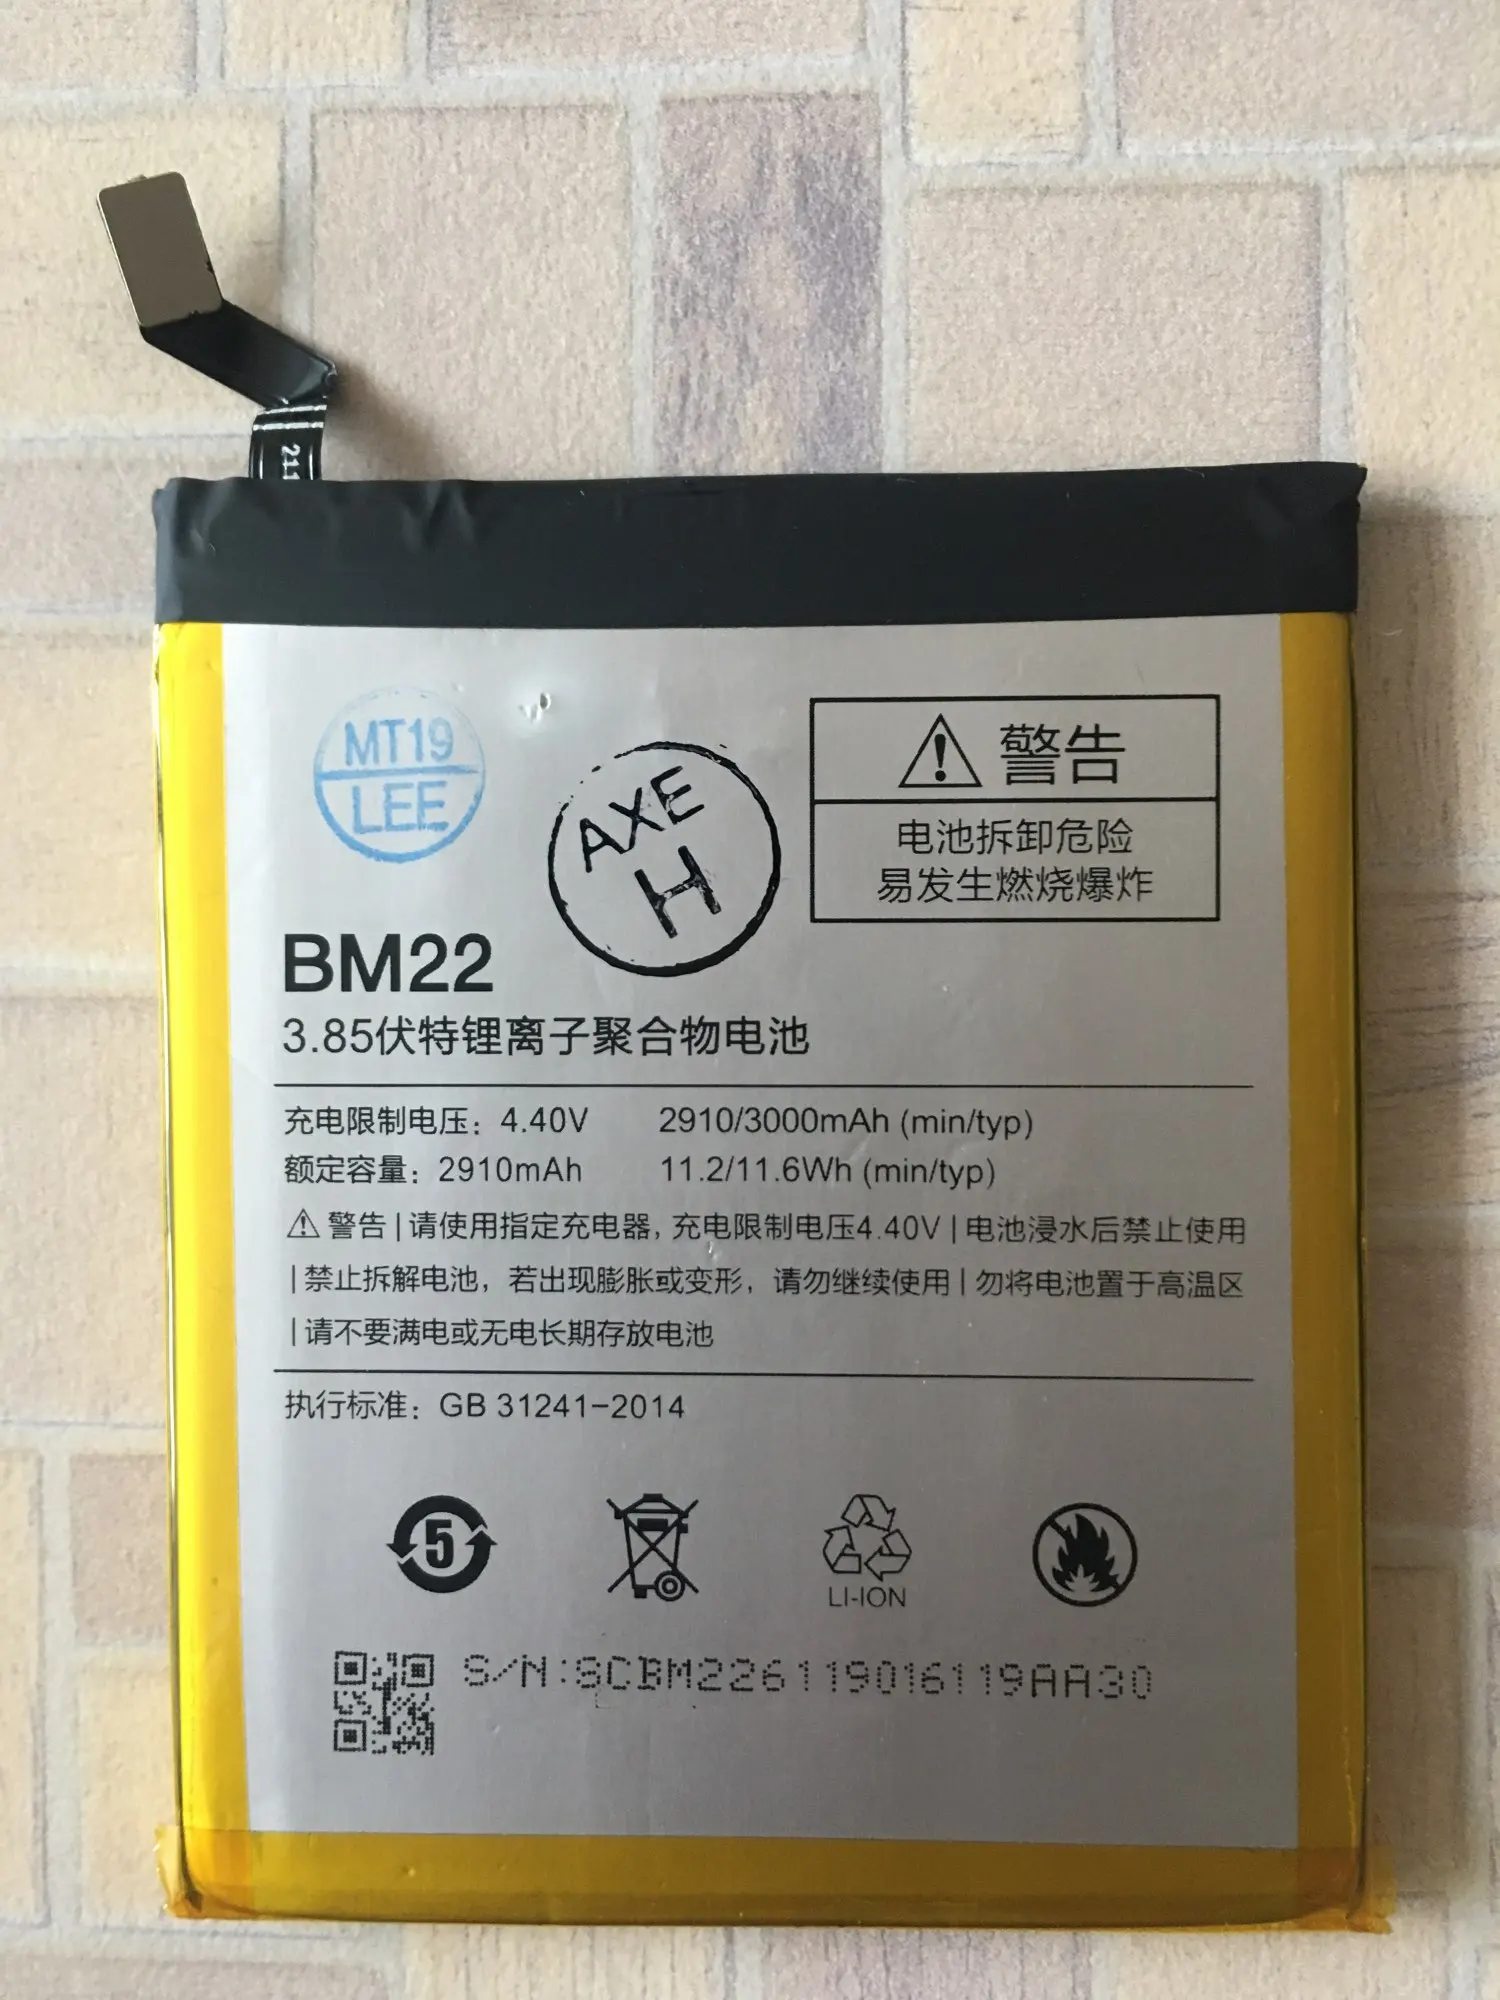 211
MT19
LEE
AXE
H
警告
电池拆卸危险
易发生燃烧爆炸
BM22
3.85伏特锂离子聚合物电池
充电限制电压：4.40V 2910/3000mAh (min/typ)
额定容量：2910mAh 11.2/11.6Wh (min/typ)
警告|请使用指定充电器,充电限制电压4.40V|电池浸水后禁止使用
|禁止拆解电池，若出现膨胀或变形，请勿继续使用|勿将电池置于高温区
|请不要满电或无电长期存放电池
执行标准：GB 31241-2014
5
LI-ION
S/N:SCBM226119016119AA30